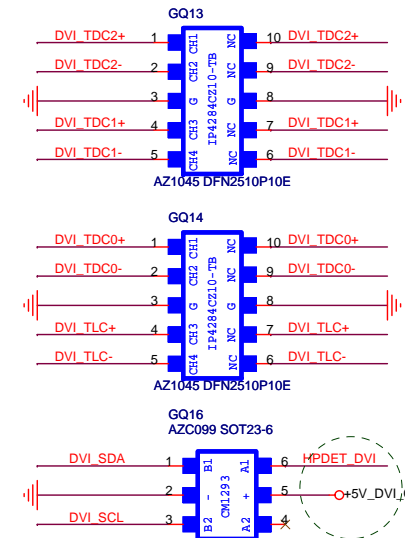 GQ13
DVI_TDC2+ 1 CH1 NC 10 DVI_TDC2+
DVI_TDC2- 2 CH2 NC 9 DVI_TDC2-
3 G G 8
DVI_TDC1+ 4 CH3 NC 7 DVI_TDC1+
DVI_TDC1- 5 CH4 NC 6 DVI_TDC1-
IP4284CZ10-TB
AZ1045 DFN2510P10E
GQ14
DVI_TDC0+ 1 CH1 NC 10 DVI_TDC0+
DVI_TDC0- 2 CH2 NC 9 DVI_TDC0-
3 G G 8
DVI_TLC+ 4 CH3 NC 7 DVI_TLC+
DVI_TLC- 5 CH4 NC 6 DVI_TLC-
IP4284CZ10-TB
AZ1045 DFN2510P10E
GQ16
AZC099 SOT23-6
DVI_SDA 1 B1 A1 6 HPDET_DVI
2 - + 5 +5V_DVI
DVI_SCL 3 B2 A2 4
CM1293